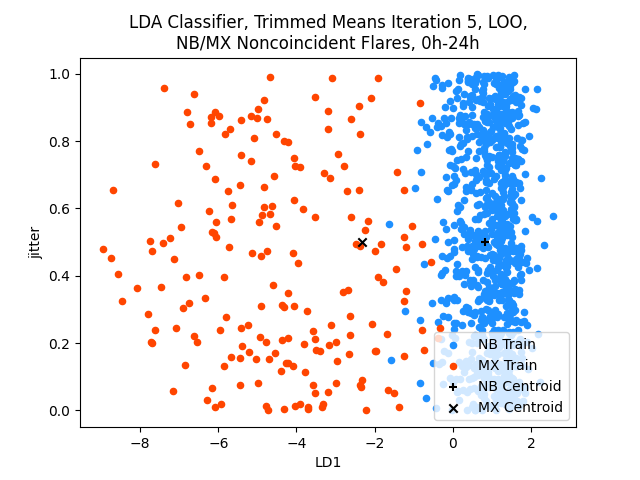 LDA Classifier, Trimmed Means Iteration 5, LOO,
NB/MX Noncoincident Flares, 0h-24h
1.0
0.8
0.6
0.4
0.2
0.0
jitter
NB Train
MX Train
NB Centroid
MX Centroid
−8 −6 −4 −2 0 2
LD1